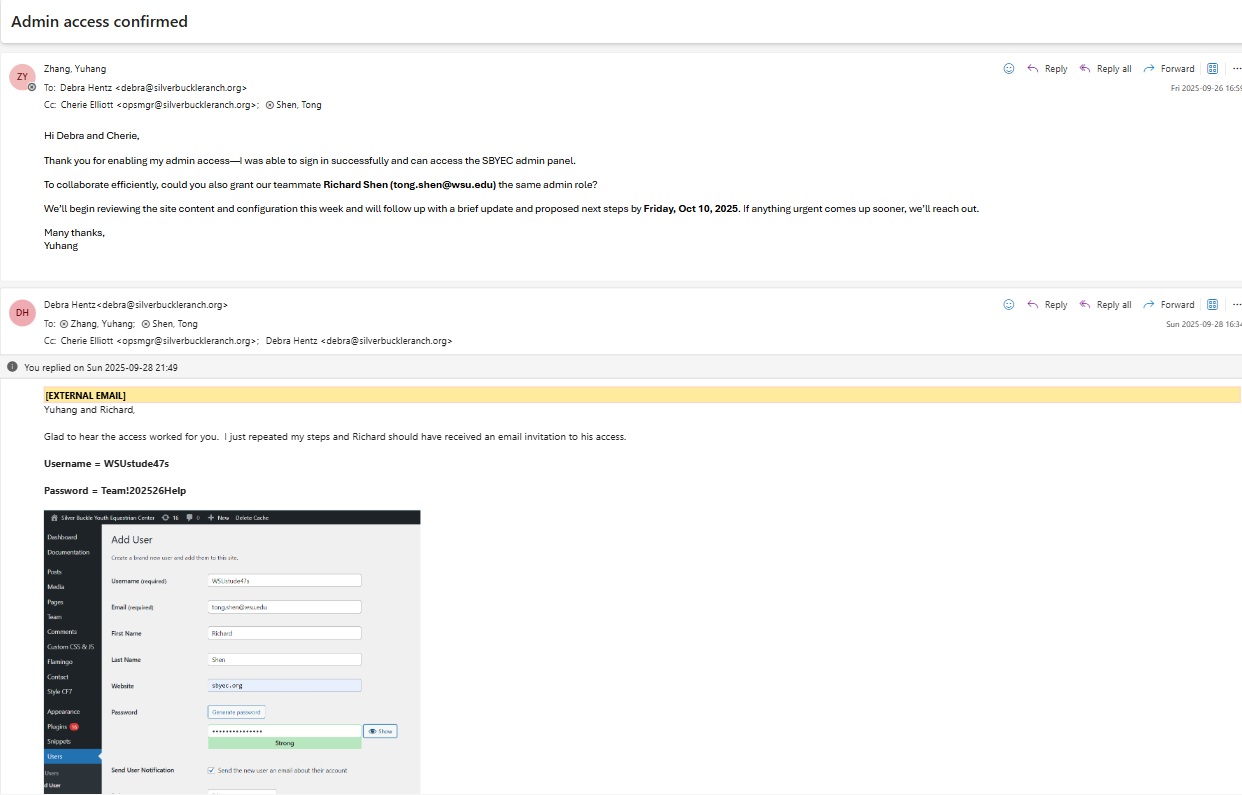 Admin access confirmed
ZY
Zhang, Yuhang
Reply
Reply all
Forward
To: Debra Hentz <debra@silverbuckleranch.org>
Fri 2025-09-26 16:59
Cc: Cherie Elliott <opsmgr@silverbuckleranch.org>; Shen, Tong
Hi Debra and Cherie,
Thank you for enabling my admin access—I was able to sign in successfully and can access the SBYEC admin panel.
To collaborate efficiently, could you also grant our teammate Richard Shen (tong.shen@wsu.edu) the same admin role?
We'll begin reviewing the site content and configuration this week and will follow up with a brief update and proposed next steps by Friday, Oct 10, 2025. If anything urgent comes up sooner, we'll reach out.
Many thanks,
Yuhang
DH
Debra Hentz<debra@silverbuckleranch.org>
Reply
Reply all
Forward
To: Zhang, Yuhang; Shen, Tong
Sun 2025-09-28 16:34
Cc: Cherie Elliott <opsmgr@silverbuckleranch.org>; Debra Hentz <debra@silverbuckleranch.org>
You replied on Sun 2025-09-28 21:49
[EXTERNAL EMAIL]
Yuhang and Richard,
Glad to hear the access worked for you. I just repeated my steps and Richard should have received an email invitation to his access.
Username = WSUstude47s
Password = Team!202526Help
Silver Buckle Youth Equestrian Center 16 0 New Delete Cache
Dashboard
Documentation
Posts
Media
Pages
Team
Comments
Custom CSS & JS
Flamingo
Contact
Style CF7
Appearance
Plugins 16
Snippets
Users
Users
d User
Add User
Create a brand new user and add them to this site.
Username (required) WSUstude47s
Email (required) tong.shen@wsu.edu
First Name Richard
Last Name Shen
Website sbyec.org
Password Generate password
Show
Strong
Send User Notification Send the new user an email about their account